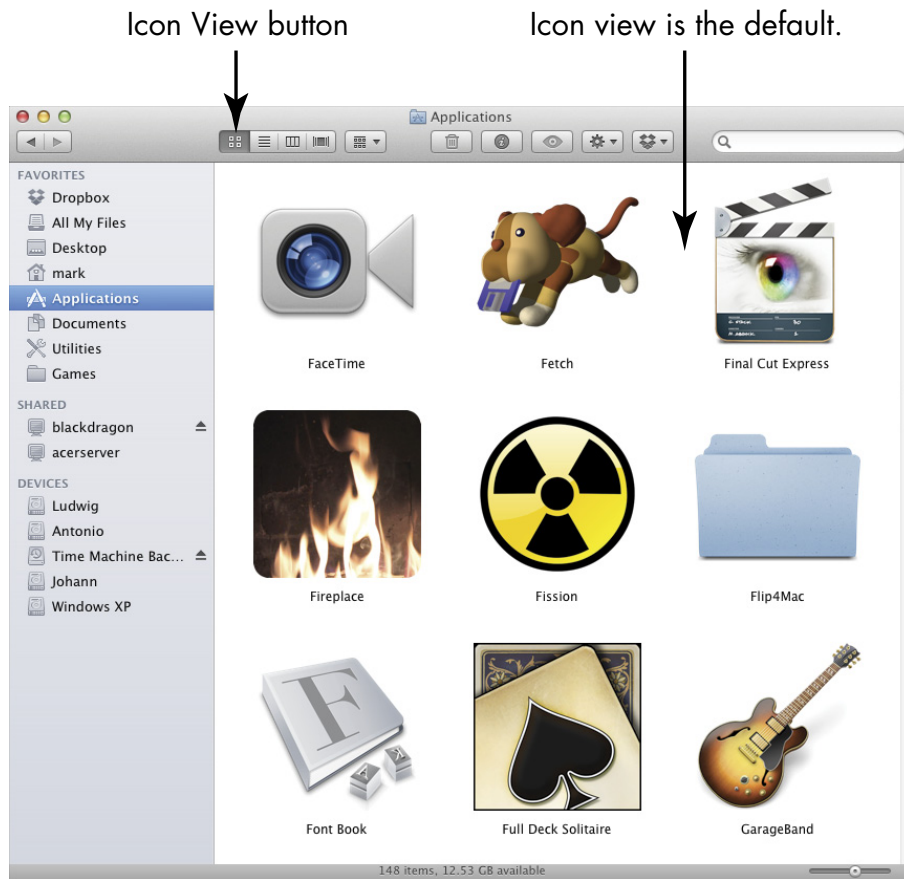 Icon View button
Icon view is the default.
Applications
FAVORITES
Dropbox
All My Files
Desktop
mark
Applications
Documents
Utilities
Games
SHARED
blackdragon
acerserver
DEVICES
Ludwig
Antonio
Time Machine Bac...
Johann
Windows XP
FaceTime
Fetch
Final Cut Express
Fireplace
Fission
Flip4Mac
Font Book
Full Deck Solitaire
GarageBand
148 items, 12.53 GB available